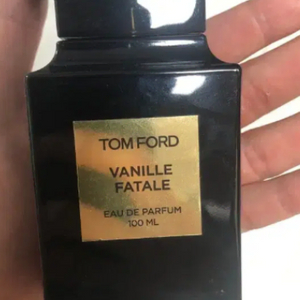 TOM FORD
VANILLE
FATALE
EAU DE PARFUM
100 ML